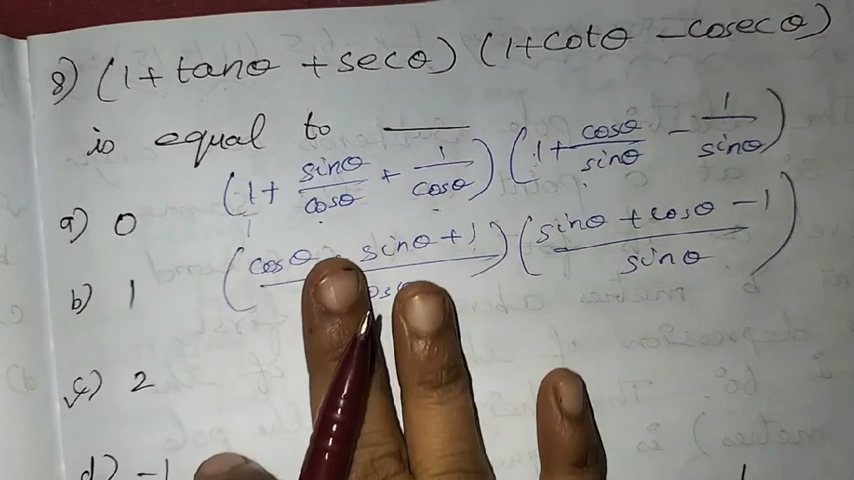 8) (1+tanθ +secθ) (1+cotθ -cosecθ)
is equal to ____
(1 + sinθ/cosθ + 1/cosθ) (1 + cosθ/sinθ - 1/sinθ)
a) 0
(cosθ sinθ+1) / ( sinθ + cosθ -1 / sinθ )
b) 1
c) 2
d) -1